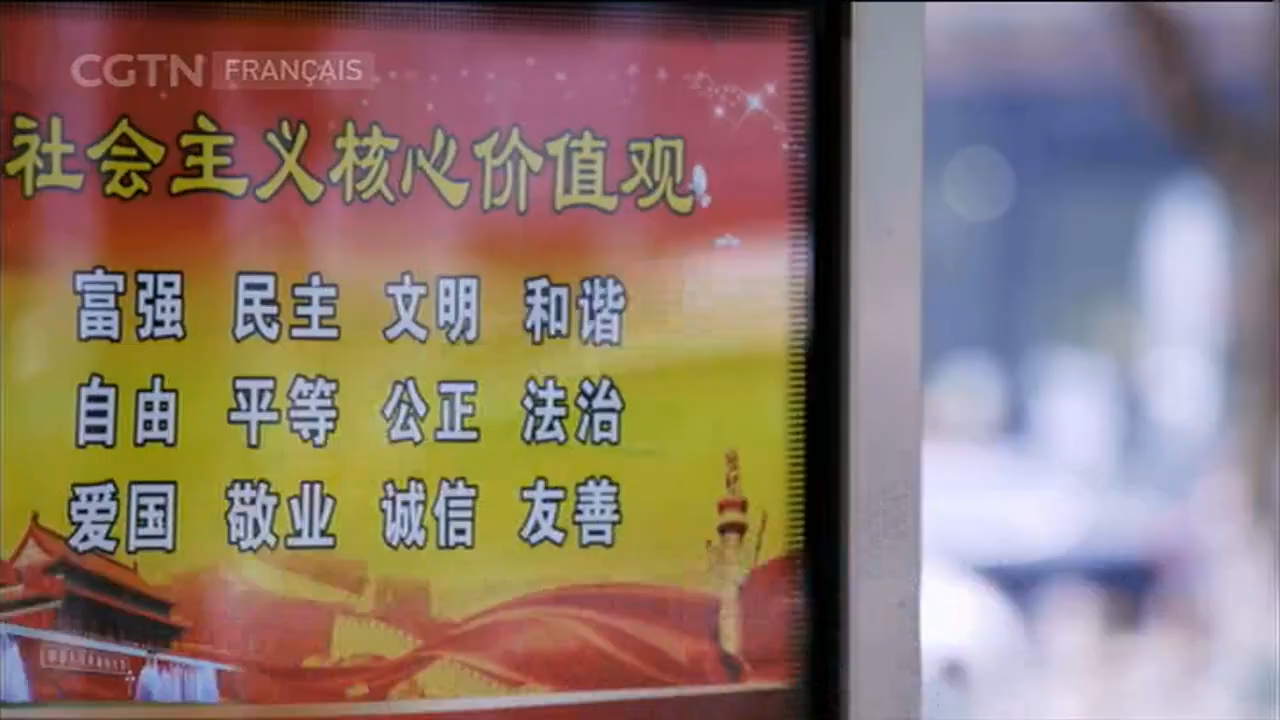 CGTN FRANÇAIS
社会主义核心价值观
富强 民主 文明 和谐
自由 平等 公正 法治
爱国 敬业 诚信 友善